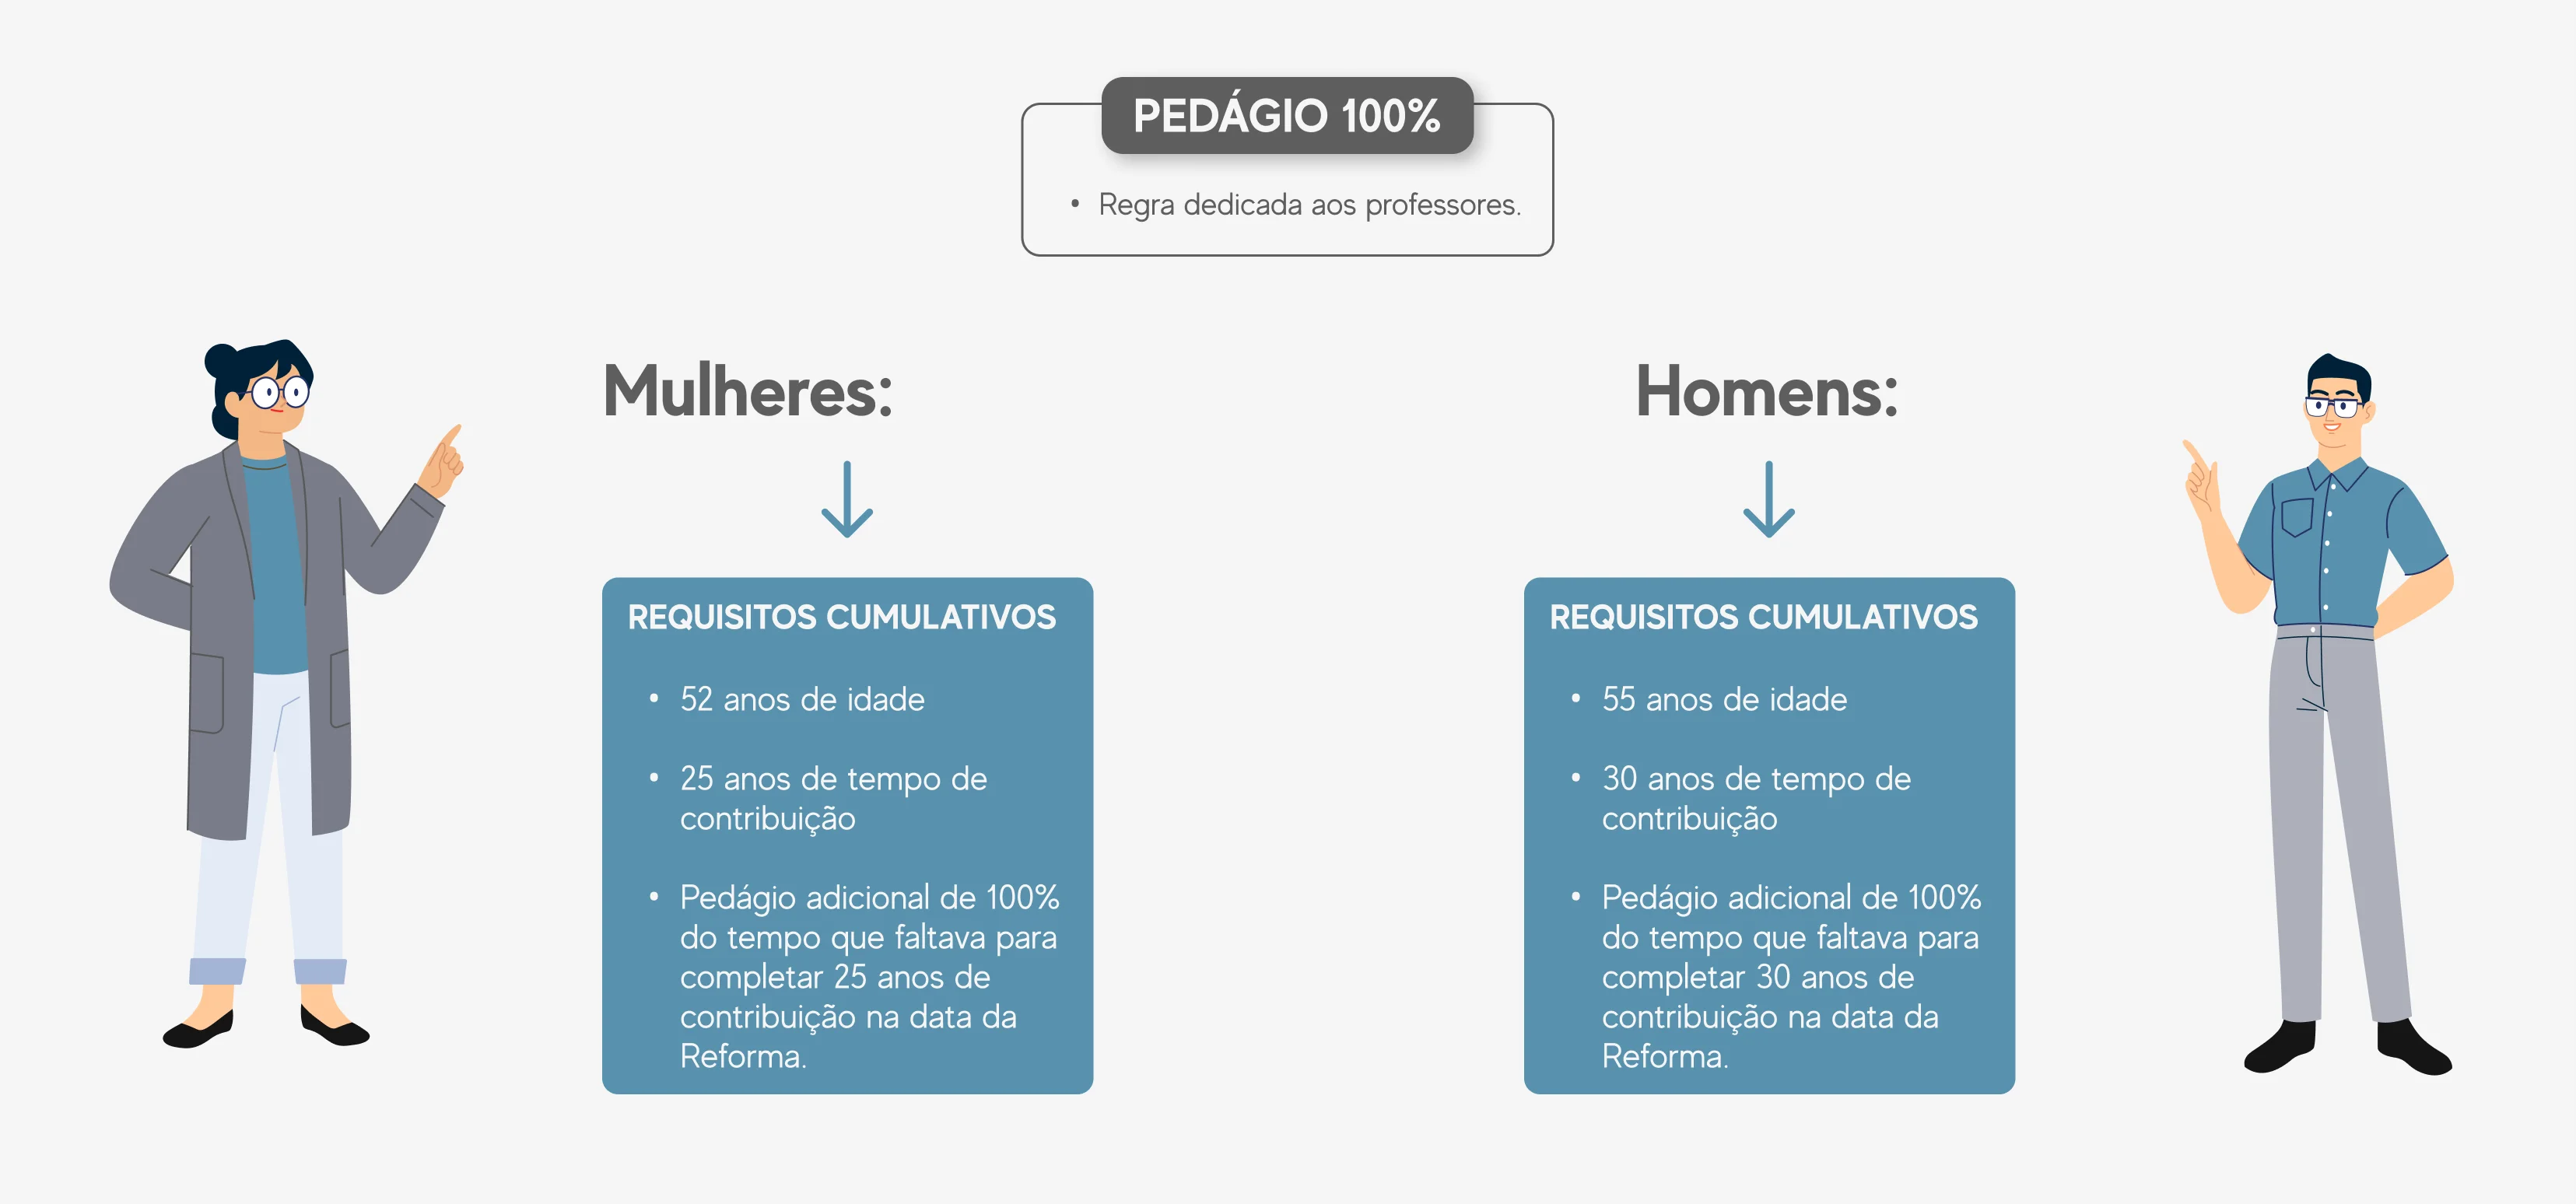 PEDÁGIO 100%
• Regra dedicada aos professores.
Mulheres:
REQUISITOS CUMULATIVOS
• 52 anos de idade
• 25 anos de tempo de
contribuição
• Pedágio adicional de 100%
do tempo que faltava para
completar 25 anos de
contribuição na data da
Reforma.
Homens:
REQUISITOS CUMULATIVOS
• 55 anos de idade
• 30 anos de tempo de
contribuição
• Pedágio adicional de 100%
do tempo que faltava para
completar 30 anos de
contribuição na data da
Reforma.